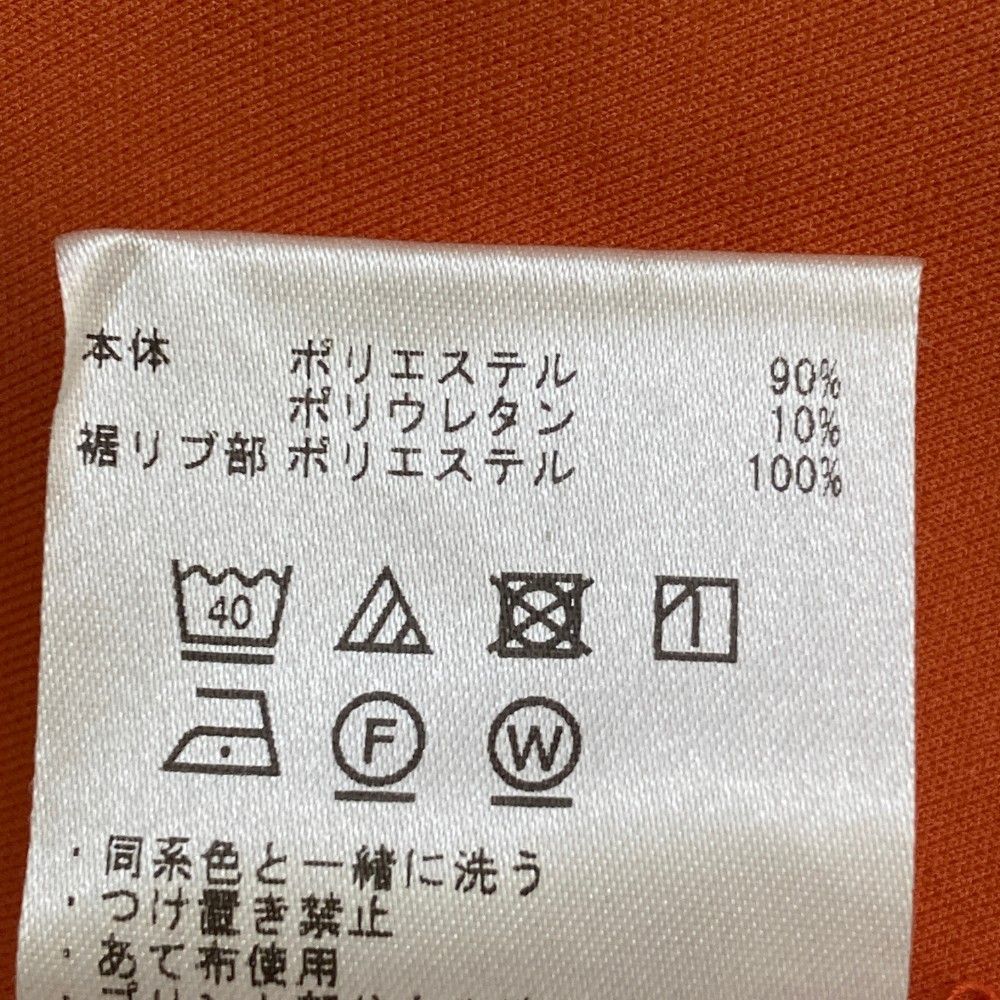 本体 ポリエステル 90%
ポリウレタン 10%
裾リブ部 ポリエステル 100%
40
1
F
W
・同系色と一緒に洗う
・つけ置き禁止
・あて布使用